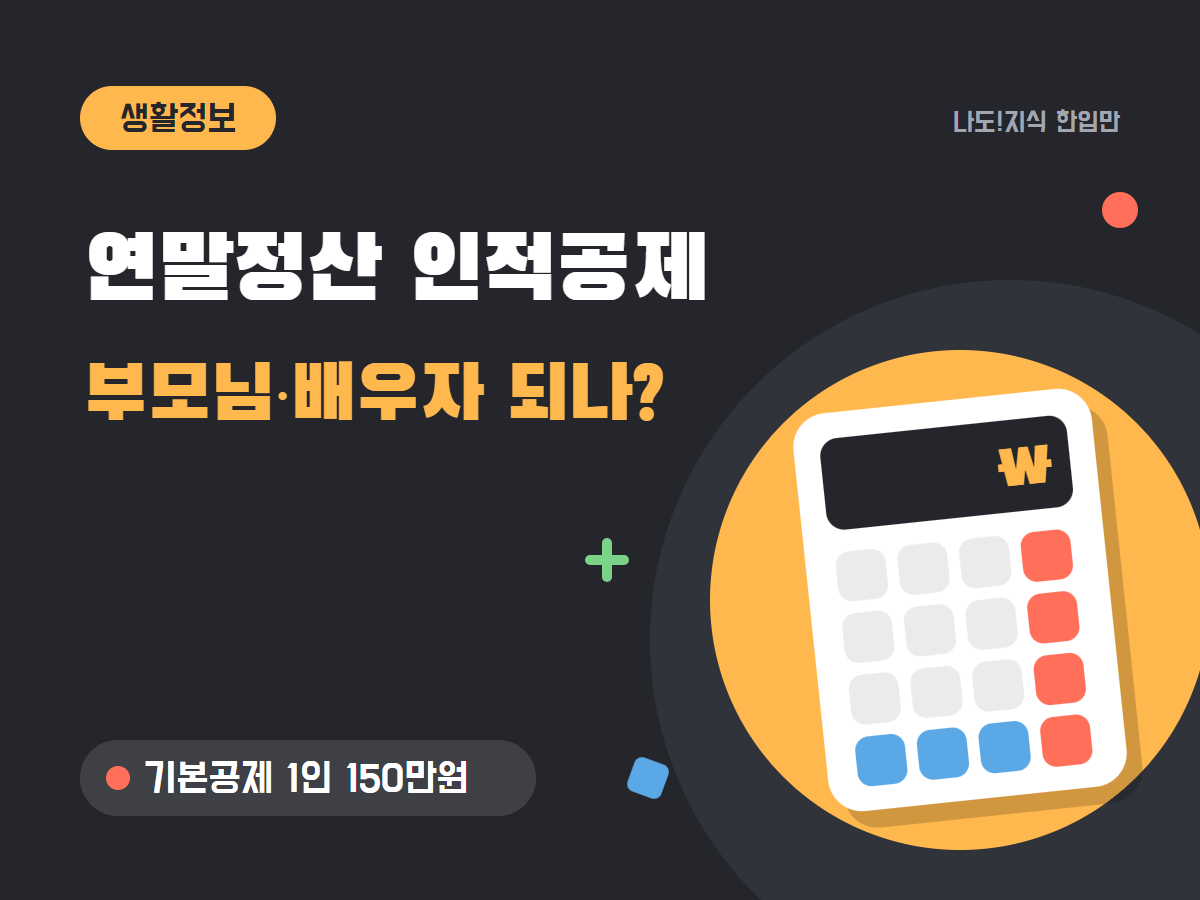 생활정보
나도!지식 한입만
연말정산 인적공제
부모님·배우자 되나?
₩
기본공제 1인 150만원